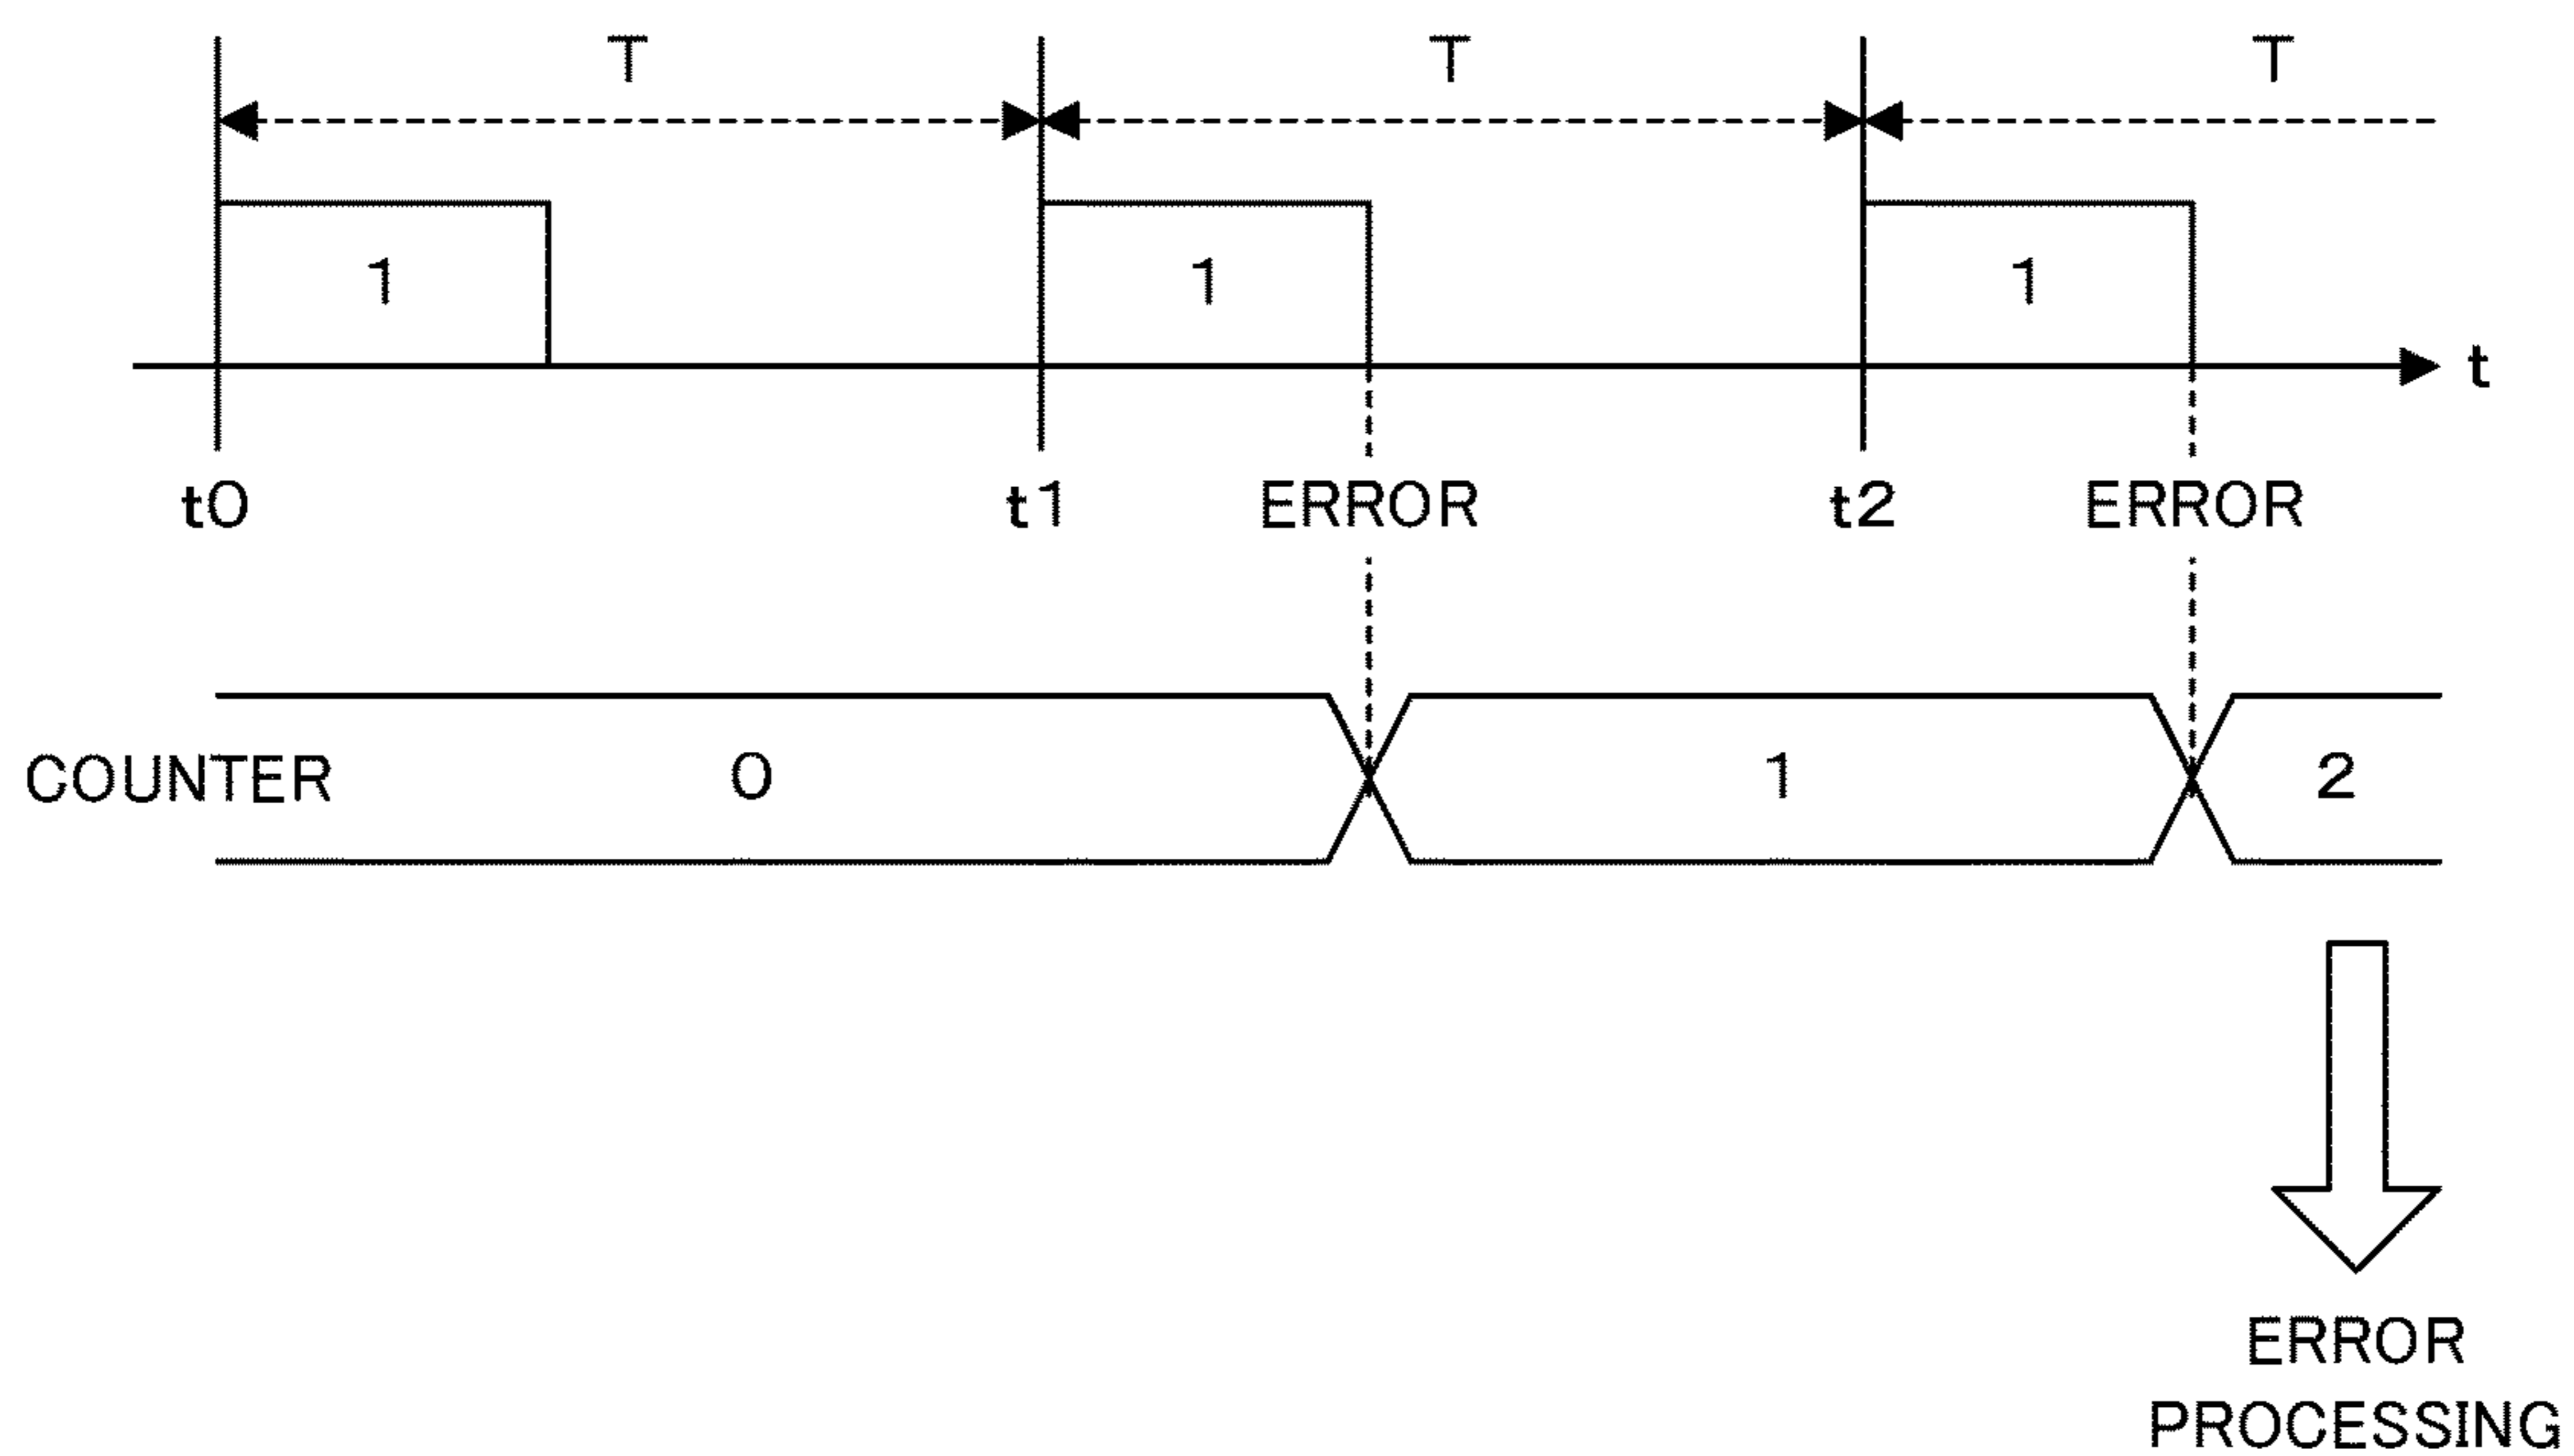 T T T
1 1 1
t
t0 t1 ERROR t2 ERROR
COUNTER 0 1 2
ERROR
PROCESSING